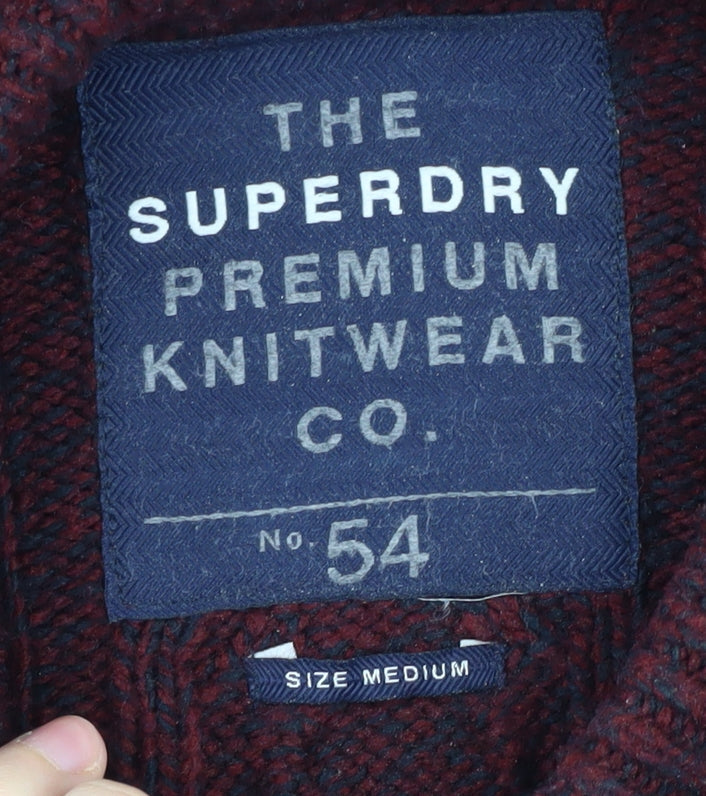 THE
SUPERDRY
PREMIUM
KNITWEAR
CO.
No. 54
SIZE MEDIUM